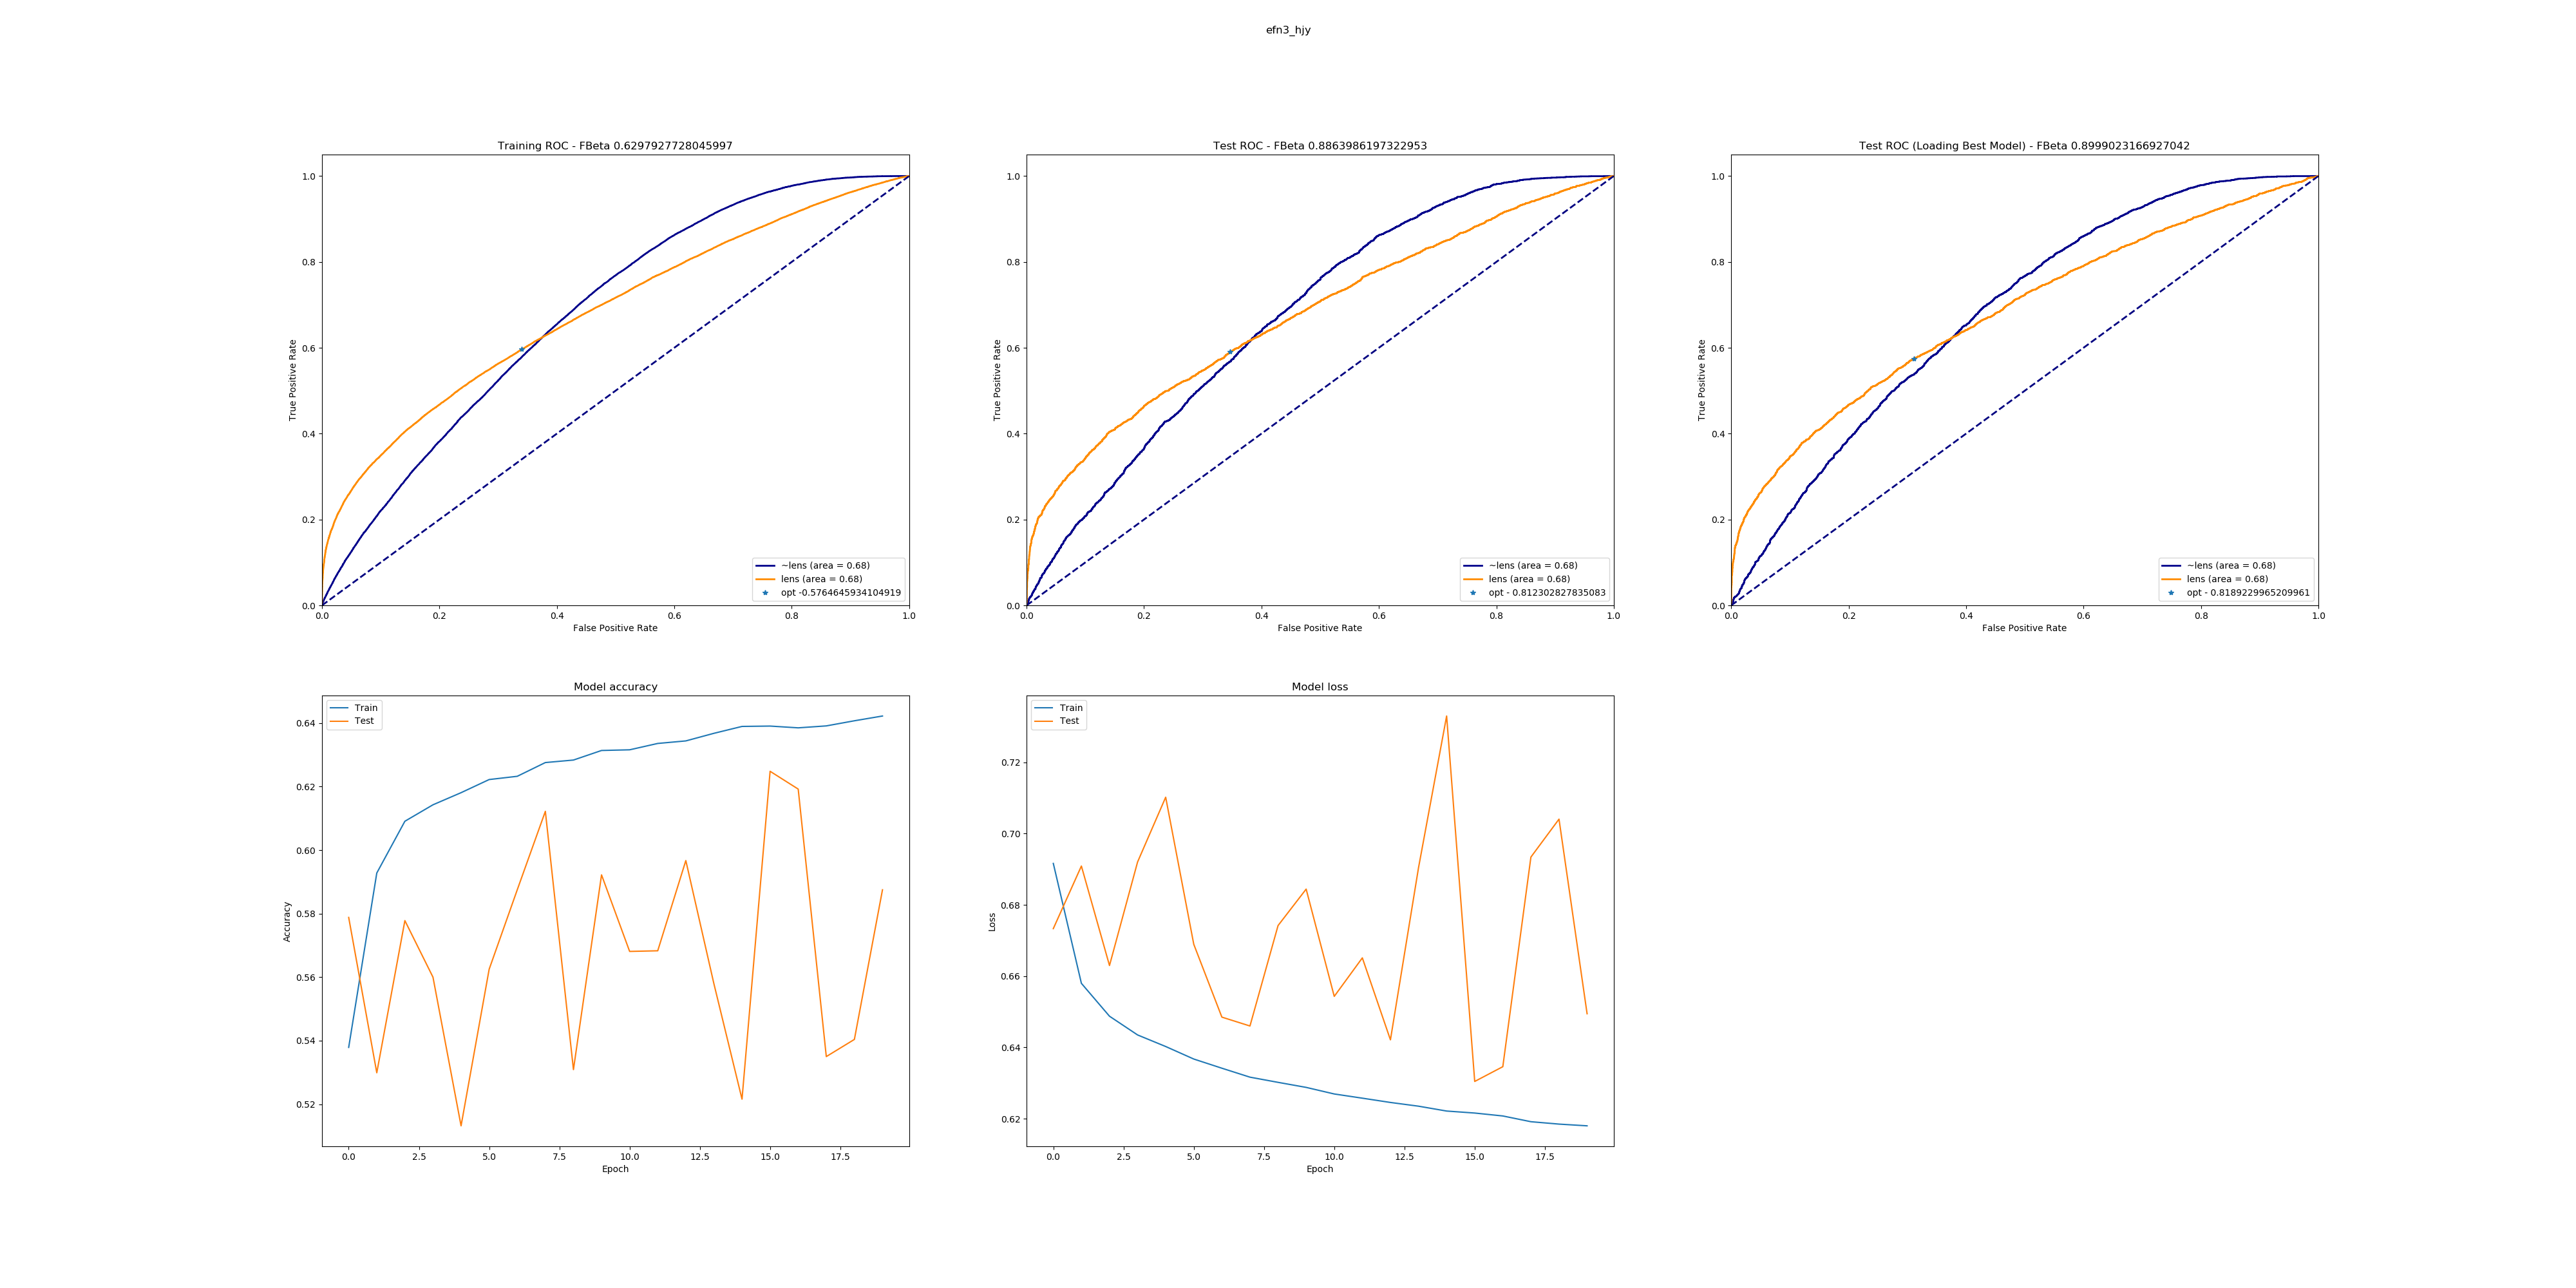 efn3_hjy
Training ROC - FBeta 0.6297927728045997
1.0
0.8
0.6
0.4
0.2
0.0
True Positive Rate
0.0 0.2 0.4 0.6 0.8 1.0
False Positive Rate
~lens (area = 0.68)
lens (area = 0.68)
opt -0.5764645934104919
Test ROC - FBeta 0.8863986197322953
1.0
0.8
0.6
0.4
0.2
0.0
True Positive Rate
0.0 0.2 0.4 0.6 0.8 1.0
False Positive Rate
~lens (area = 0.68)
lens (area = 0.68)
opt - 0.812302827835083
Test ROC (Loading Best Model) - FBeta 0.8999023166927042
1.0
0.8
0.6
0.4
0.2
0.0
True Positive Rate
0.0 0.2 0.4 0.6 0.8 1.0
False Positive Rate
~lens (area = 0.68)
lens (area = 0.68)
opt - 0.8189229965209961
Model accuracy
Train
Test
0.64
0.62
0.60
0.58
0.56
0.54
0.52
Accuracy
0.0 2.5 5.0 7.5 10.0 12.5 15.0 17.5
Epoch
Model loss
Train
Test
0.72
0.70
0.68
0.66
0.64
0.62
Loss
0.0 2.5 5.0 7.5 10.0 12.5 15.0 17.5
Epoch